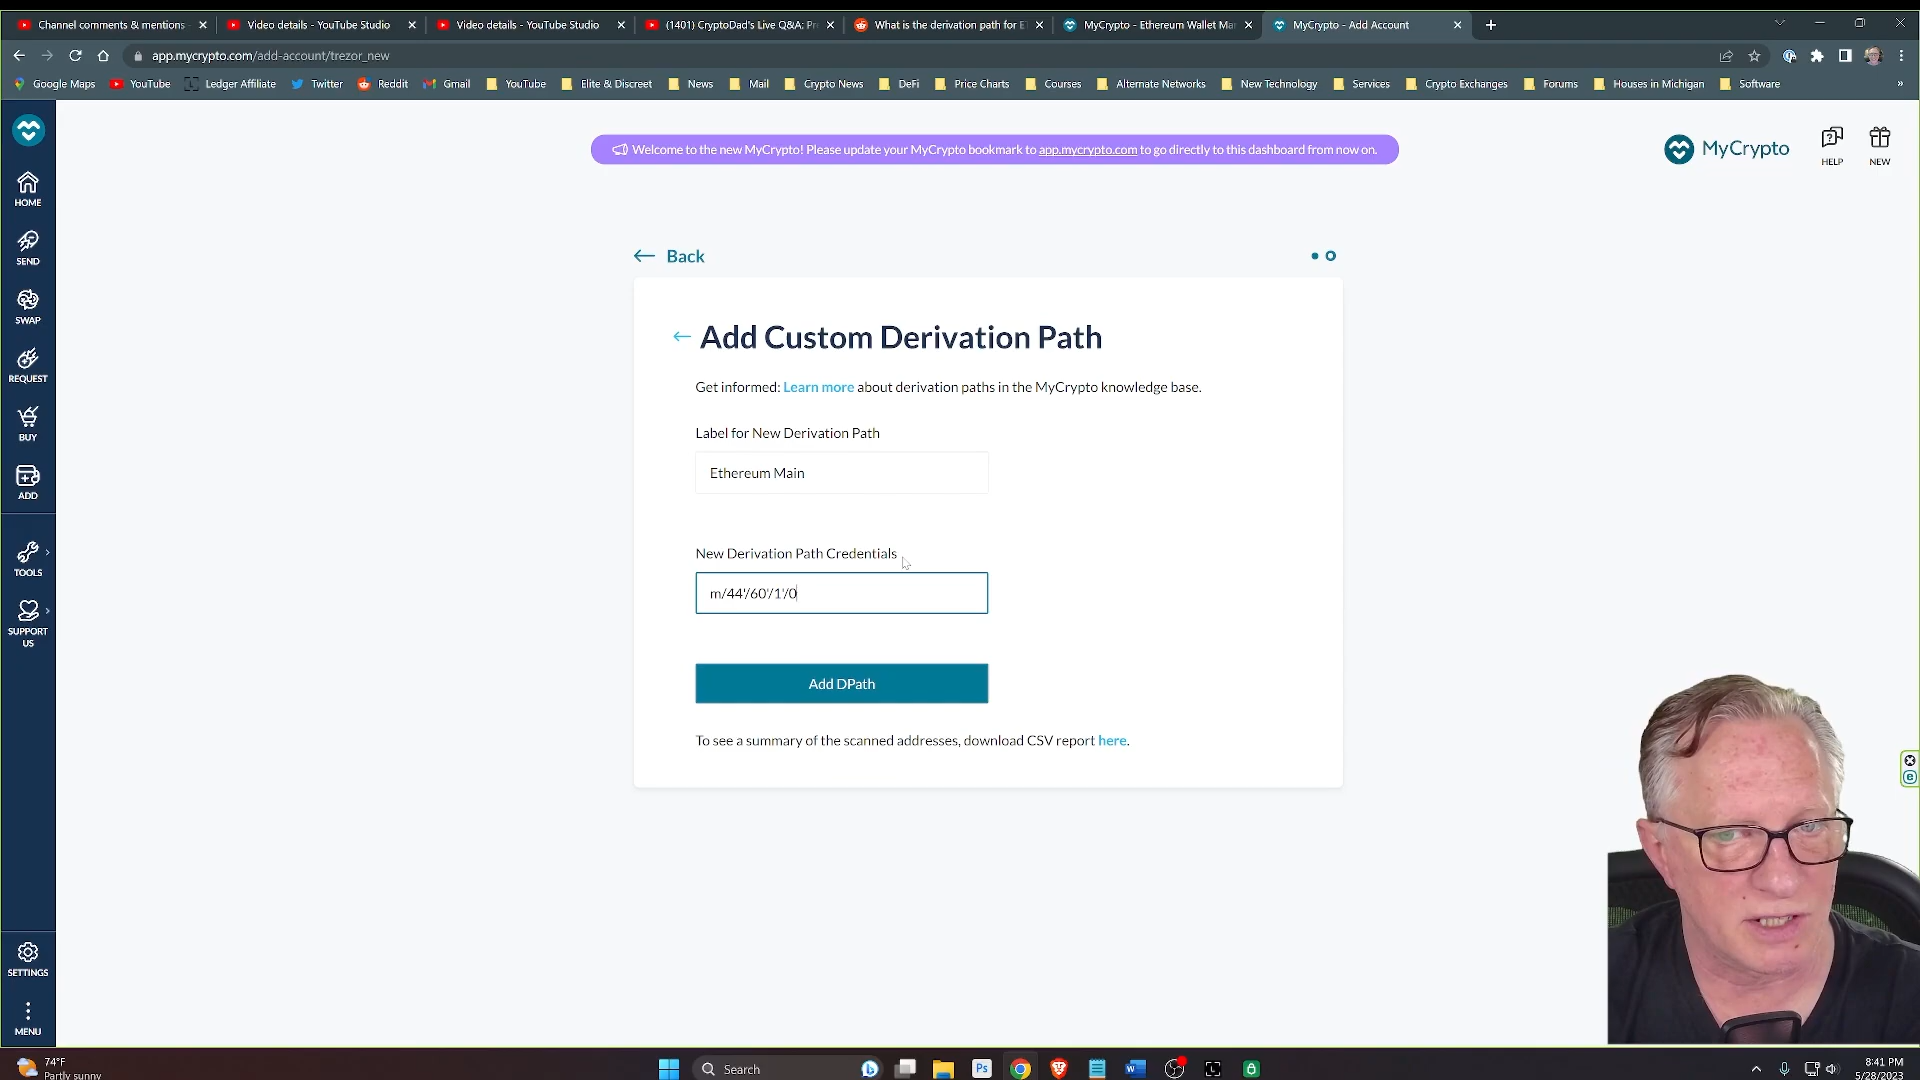 Channel comments & mentions
Video details - YouTube Studio
Video details - YouTube Studio
(1401) CryptoDad's Live Q&A: Pr
What is the derivation path for E
MyCrypto - Ethereum Wallet Ma
MyCrypto - Add Account
app.mycrypto.com/add-account/trezor_new
Google Maps
YouTube
Ledger Affiliate
Twitter
Reddit
Gmail
YouTube
Elite & Discreet
News
Mail
Crypto News
DeFi
Price Charts
Courses
Alternate Networks
New Technology
Services
Crypto Exchanges
Forums
Houses in Michigan
Software
»
HOME
SEND
SWAP
REQUEST
BUY
ADD
TOOLS
SUPPORT
US
SETTINGS
MENU
Welcome to the new MyCrypto! Please update your MyCrypto bookmark to app.mycrypto.com to go directly to this dashboard from now on.
MyCrypto
HELP
NEW
Back
Add Custom Derivation Path
Get informed: Learn more about derivation paths in the MyCrypto knowledge base.
Label for New Derivation Path
Ethereum Main
New Derivation Path Credentials
m/44'/60'/1'/0
Add DPath
To see a summary of the scanned addresses, download CSV report here.
74°F
Partly sunny
Search
Ps
8:41 PM
5/28/2023